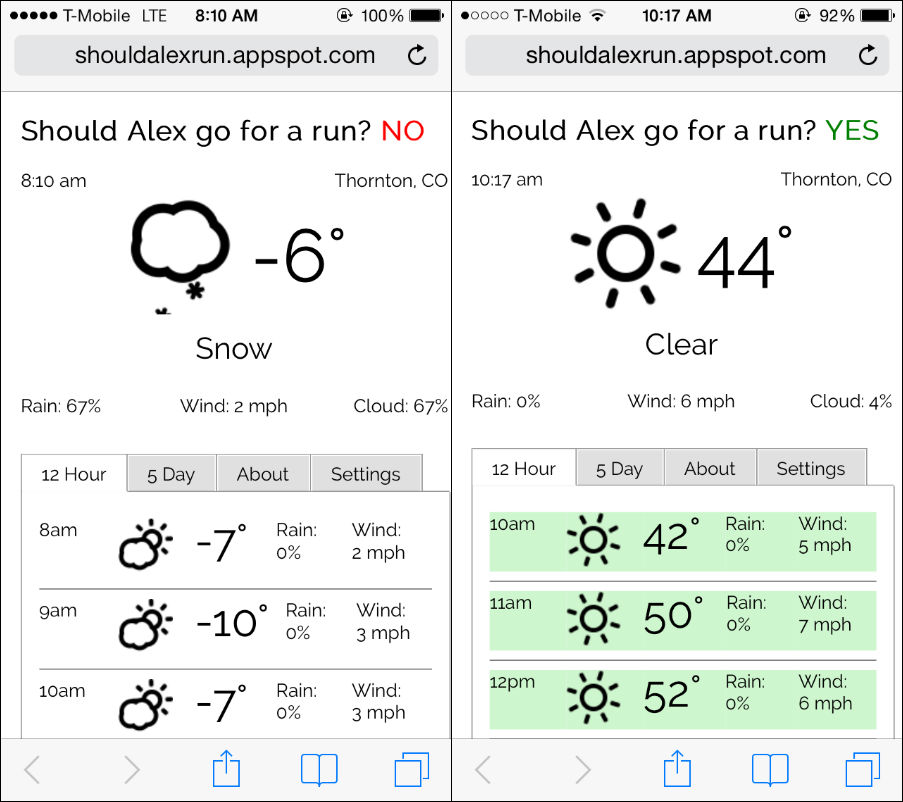 T-Mobile LTE 8:10 AM 100%
shouldalexrun.appspot.com
Should Alex go for a run? NO
8:10 am Thornton, CO
-6°
Snow
Rain: 67% Wind: 2 mph Cloud: 67%
12 Hour 5 Day About Settings
8am -7° Rain: 0% Wind: 2 mph
9am -10° Rain: 0% Wind: 3 mph
10am -7° Rain: 0% Wind: 3 mph
T-Mobile 10:17 AM 92%
shouldalexrun.appspot.com
Should Alex go for a run? YES
10:17 am Thornton, CO
44°
Clear
Rain: 0% Wind: 6 mph Cloud: 4%
12 Hour 5 Day About Settings
10am 42° Rain: 0% Wind: 5 mph
11am 50° Rain: 0% Wind: 7 mph
12pm 52° Rain: 0% Wind: 6 mph